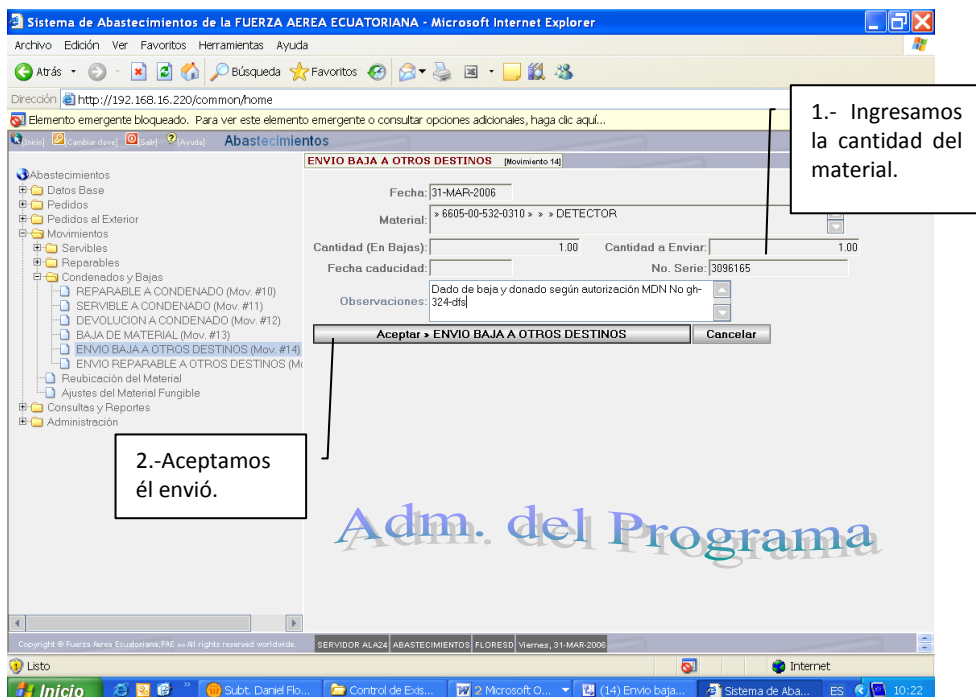 Sistema de Abastecimientos de la FUERZA AEREA ECUATORIANA - Microsoft Internet Explorer
Archivo Edición Ver Favoritos Herramientas Ayuda
Atrás Búsqueda Favoritos
Dirección http://192.168.16.220/common/home
Elemento emergente bloqueado. Para ver este elemento emergente o consultar opciones adicionales, haga clic aquí...
[Inicio] [Cambiar clave] [Salir] [Ayuda] Abastecimientos
1.- Ingresamos
la cantidad del
material.
ENVIO BAJA A OTROS DESTINOS [Movimiento 14]
Abastecimientos
Datos Base
Pedidos
Pedidos al Exterior
Movimientos
Servibles
Reparables
Condenados y Bajas
REPARABLE A CONDENADO (Mov. #10)
SERVIBLE A CONDENADO (Mov. #11)
DEVOLUCION A CONDENADO (Mov. #12)
BAJA DE MATERIAL (Mov. #13)
ENVIO BAJA A OTROS DESTINOS (Mov. #14)
ENVIO REPARABLE A OTROS DESTINOS (Mo
Reubicación del Material
Ajustes del Material Fungible
Consultas y Reportes
Administración
Fecha: 31-MAR-2006
Material: » 6605-00-532-0310 » » » DETECTOR
Cantidad (En Bajas): 1.00 Cantidad a Enviar: 1.00
Fecha caducidad: No. Serie: 3096165
Observaciones: Dado de baja y donado según autorización MDN No gh-
324-dfs
Aceptar » ENVIO BAJA A OTROS DESTINOS Cancelar
2.-Aceptamos
él envió.
Adm. del Programa
Copyright © Fuerza Aerea Ecuatoriana,FAE »» All rights reserved worldwide.
SERVIDOR ALA24 ABASTECIMIENTOS FLORESD Viernes, 31-MAR-2006
Listo Internet
Inicio Subt. Daniel Flo... Control de Exis... 2 Microsoft O... (14) Envio baja... Sistema de Aba... ES 10:22